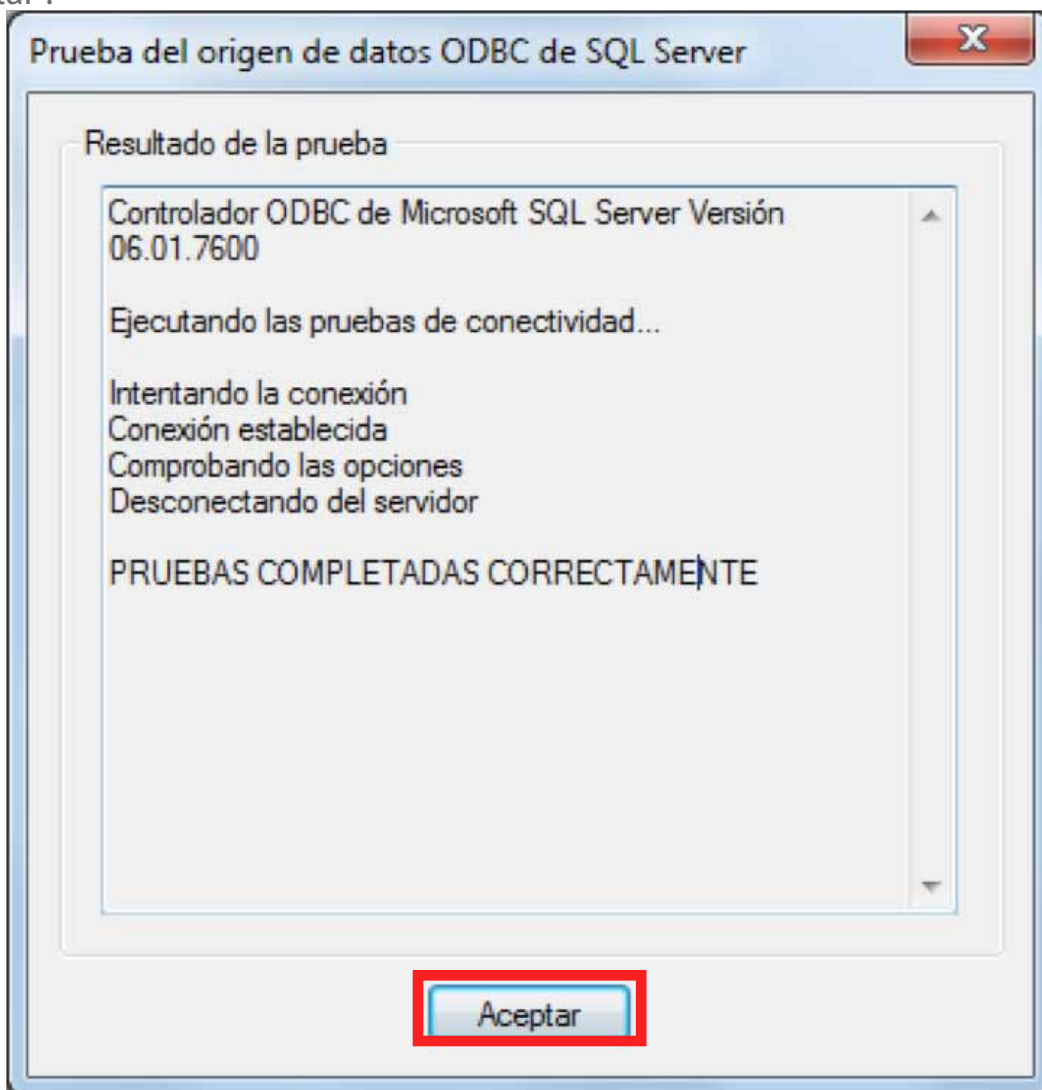 Prueba del origen de datos ODBC de SQL Server
Resultado de la prueba
Controlador ODBC de Microsoft SQL Server Versión
06.01.7600
Ejecutando las pruebas de conectividad...
Intentando la conexión
Conexión establecida
Comprobando las opciones
Desconectando del servidor
PRUEBAS COMPLETADAS CORRECTAMENTE
Aceptar